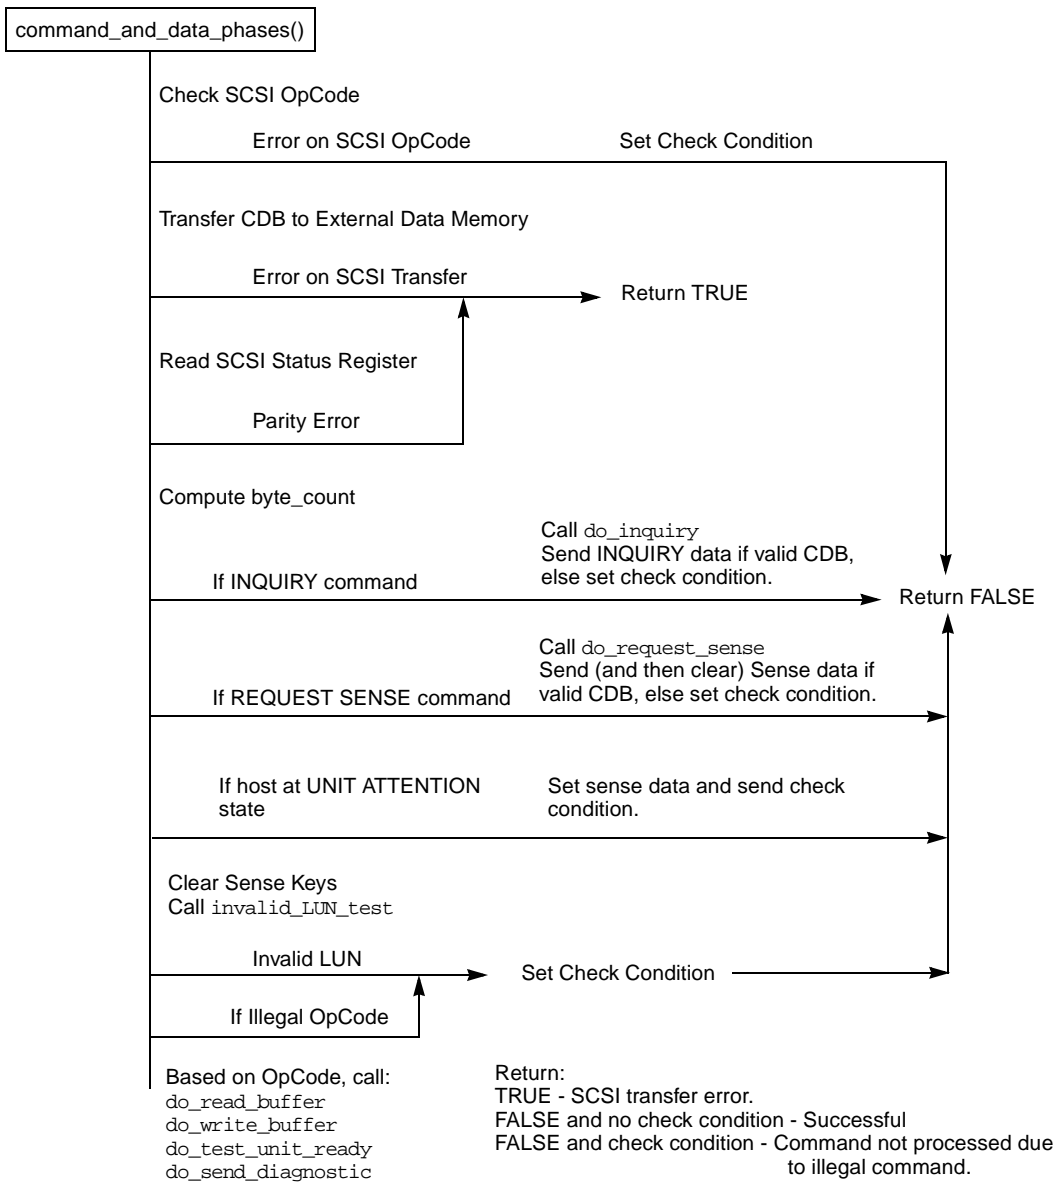 command_and_data_phases()
Check SCSI OpCode
Error on SCSI OpCode
Set Check Condition
Transfer CDB to External Data Memory
Error on SCSI Transfer
Return TRUE
Read SCSI Status Register
Parity Error
Compute byte_count
Call do_inquiry
Send INQUIRY data if valid CDB,
else set check condition.
If INQUIRY command
Return FALSE
Call do_request_sense
Send (and then clear) Sense data if
valid CDB, else set check condition.
If REQUEST SENSE command
If host at UNIT ATTENTION
state
Set sense data and send check
condition.
Clear Sense Keys
Call invalid_LUN_test
Invalid LUN
Set Check Condition
If Illegal OpCode
Based on OpCode, call:
do_read_buffer
do_write_buffer
do_test_unit_ready
do_send_diagnostic
Return:
TRUE - SCSI transfer error.
FALSE and no check condition - Successful
FALSE and check condition - Command not processed due
to illegal command.